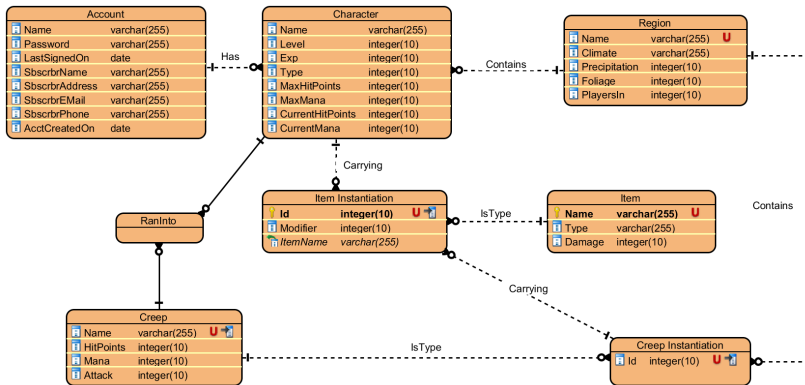 Account
Name varchar(255)
Password varchar(255)
LastSignedOn date
SbscrbrName varchar(255)
SbscrbrAddress varchar(255)
SbscrbrEMail varchar(255)
SbscrbrPhone varchar(255)
AcctCreatedOn date
Has
Character
Name varchar(255)
Level integer(10)
Exp integer(10)
Type integer(10)
MaxHitPoints integer(10)
MaxMana integer(10)
CurrentHitPoints integer(10)
CurrentMana integer(10)
Contains
Region
Name varchar(255) U
Climate varchar(255)
Precipitation integer(10)
Foliage integer(10)
PlayersIn integer(10)
Carrying
RanInto
Item Instantiation
Id integer(10) U
Modifier integer(10)
ItemName varchar(255)
IsType
Item
Name varchar(255) U
Type varchar(255)
Damage integer(10)
Contains
Carrying
Creep
Name varchar(255) U
HitPoints integer(10)
Mana integer(10)
Attack integer(10)
IsType
Creep Instantiation
Id integer(10) U